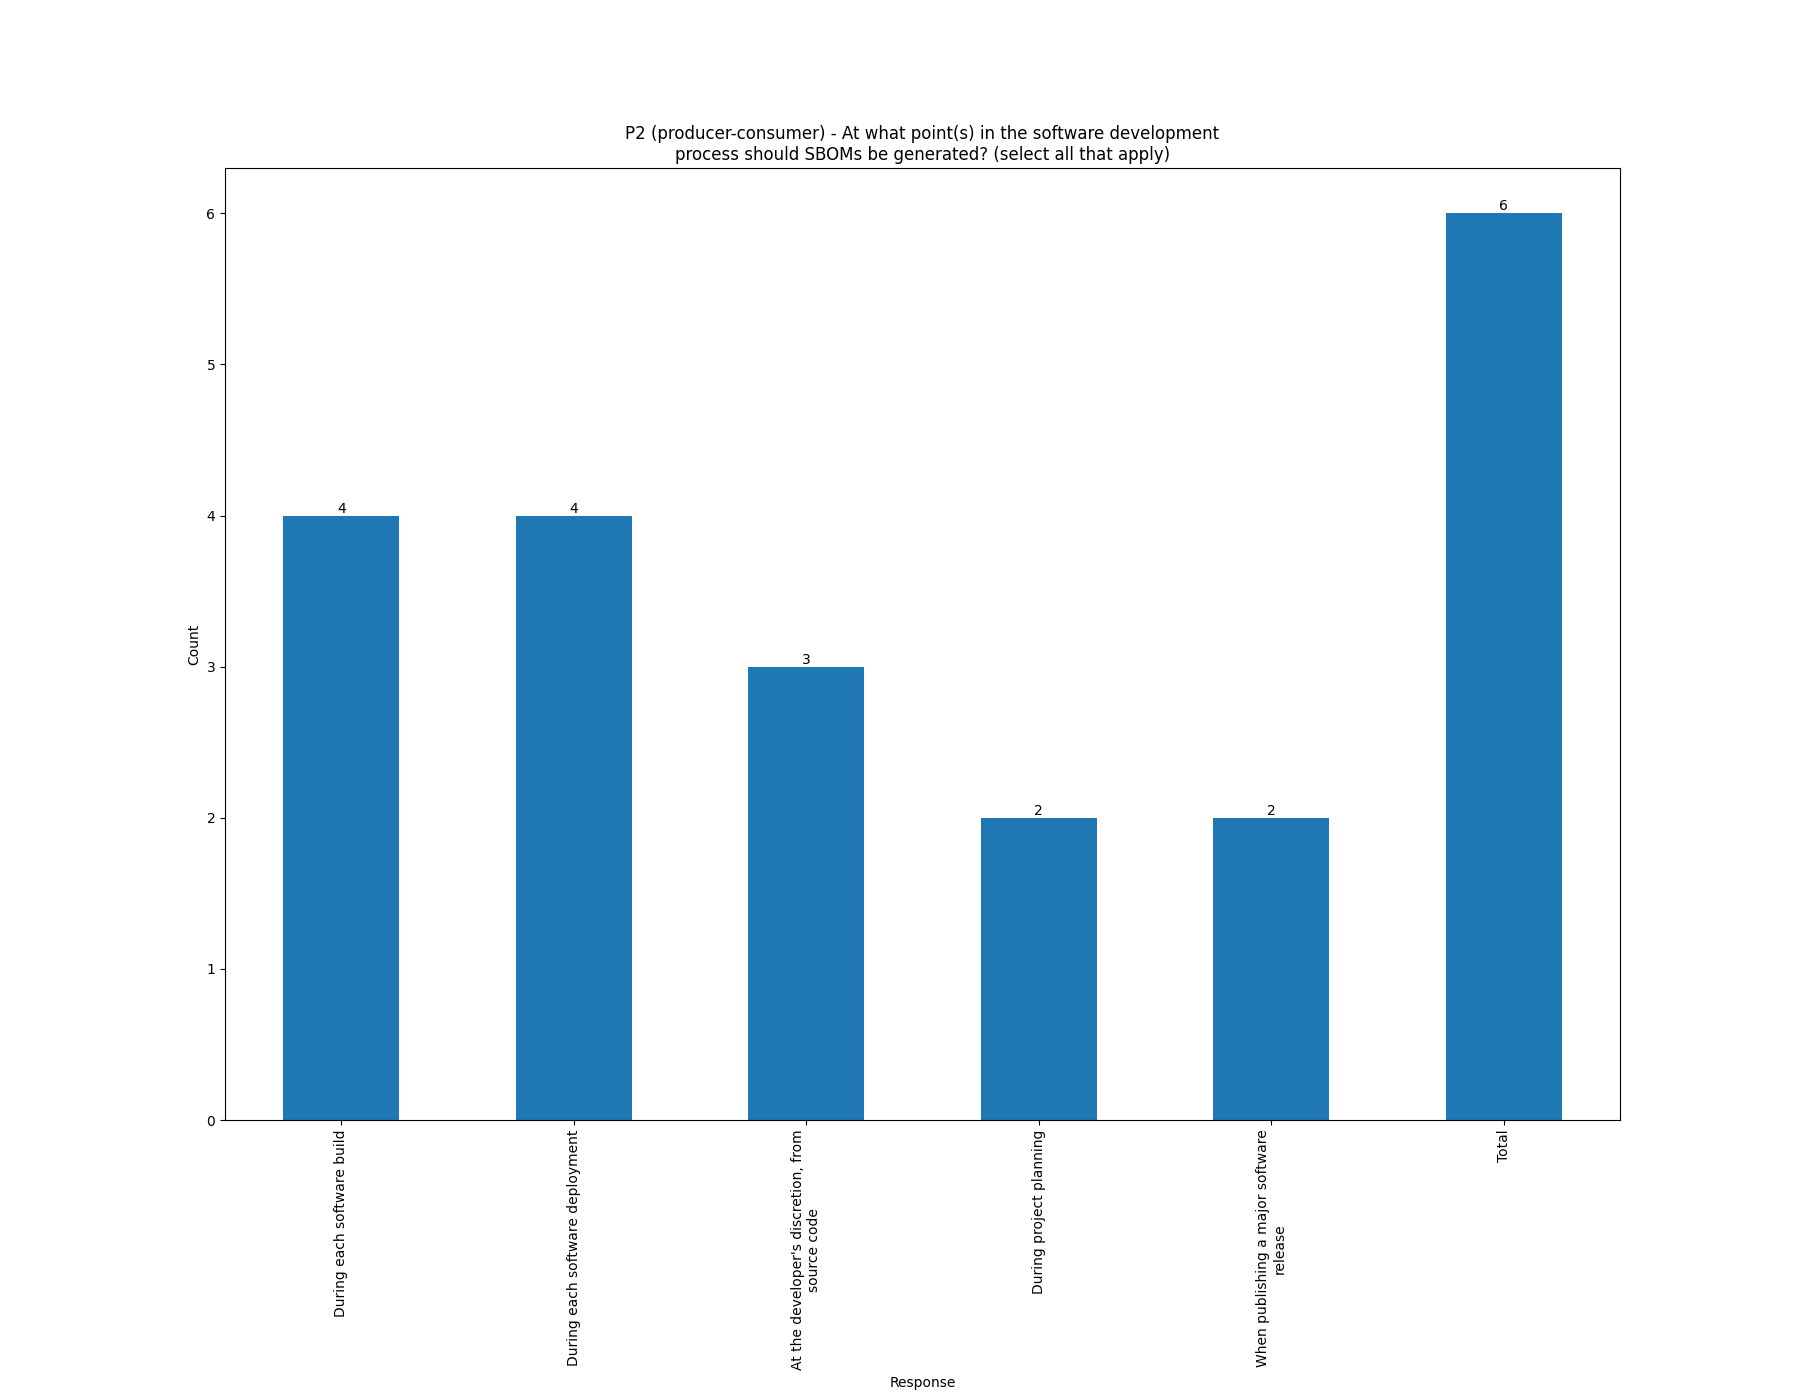 P2 (producer-consumer) - At what point(s) in the software development
process should SBOMs be generated? (select all that apply)
Count
6
5
4
3
2
1
0
4
4
3
2
2
6
During each software build
During each software deployment
At the developer's discretion, from
source code
During project planning
When publishing a major software
release
Total
Response